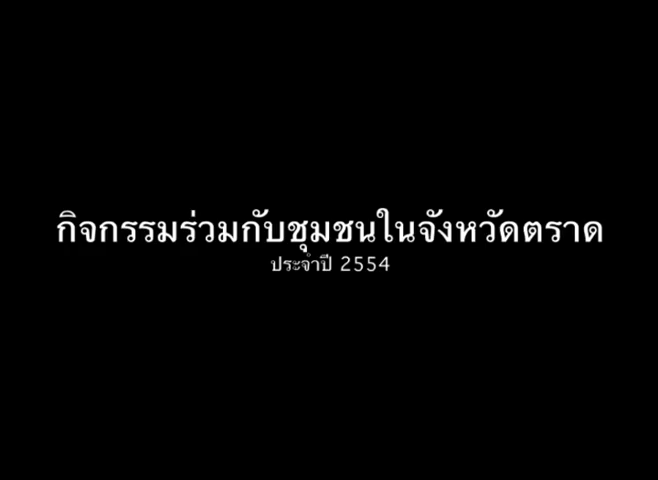 กิจกรรมร่วมกับชุมชนในจังหวัดตราด
ประจำปี 2554